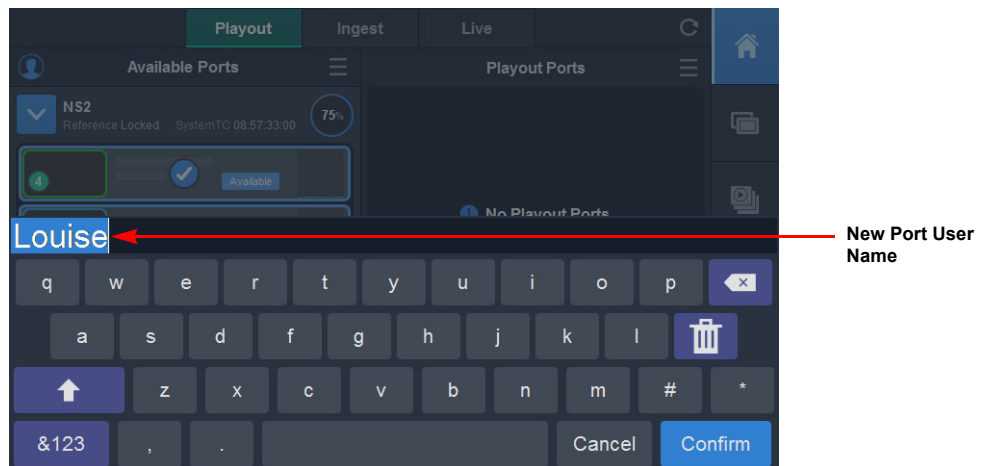 Playout Ingest Live
Available Ports
Playout Ports
NS2
Reference Locked SystemTC 08:57:33:00
75%
4
Available
No Playout Ports
Louise
New Port User
Name
q w e r t y u i o p
a s d f g h j k l
z x c v b n m # *
&123 , . Cancel Confirm